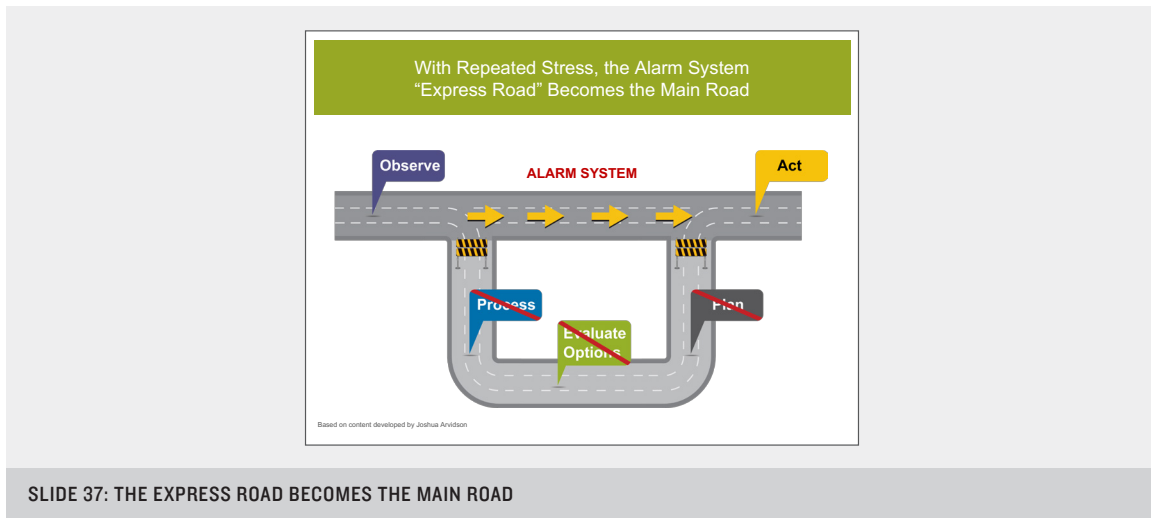 With Repeated Stress, the Alarm System
“Express Road” Becomes the Main Road
Observe
ALARM SYSTEM
Act
Process
Plan
Evaluate
Options
Based on content developed by Joshua Arvidson
SLIDE 37: THE EXPRESS ROAD BECOMES THE MAIN ROAD